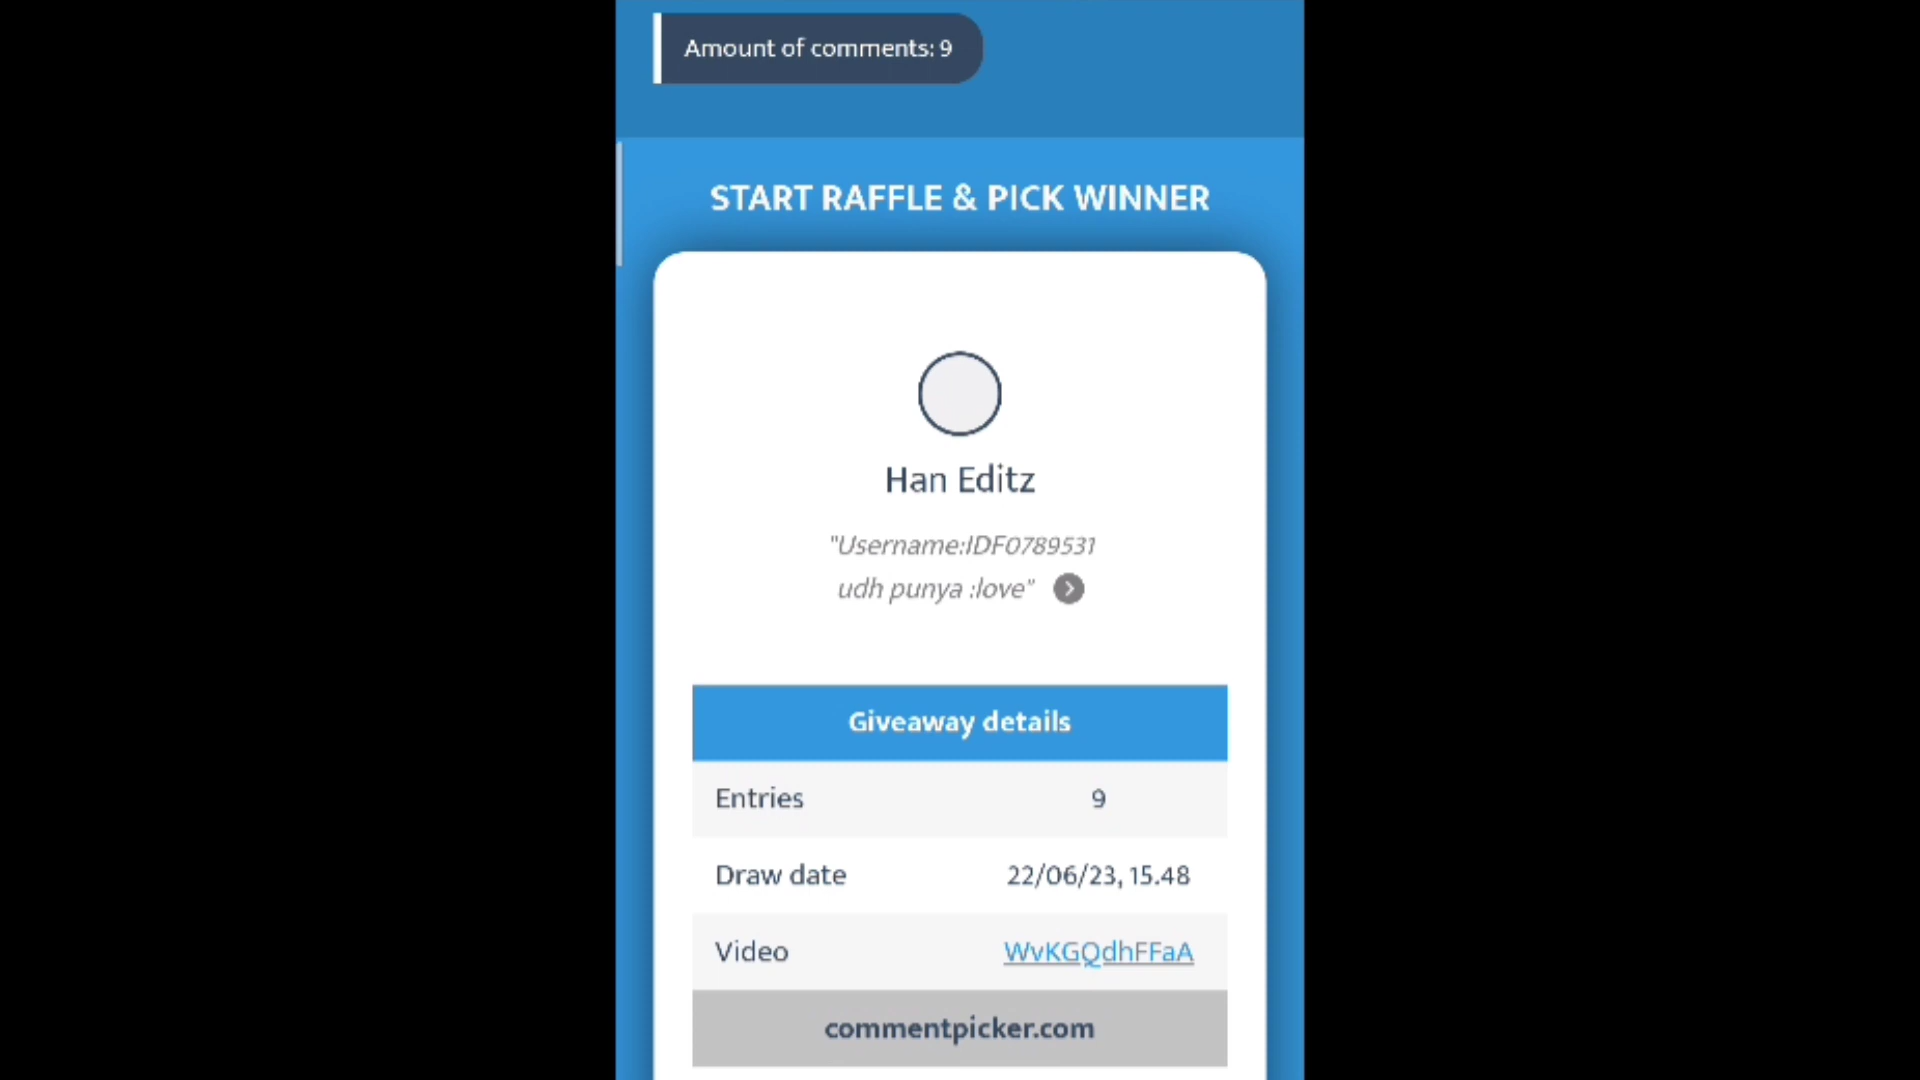 Amount of comments: 9
START RAFFLE & PICK WINNER
Han Editz
"Username:IDF0789531
udh punya :love"
Giveaway details
Entries 9
Draw date 22/06/23, 15.48
Video WvKGQdhFFaA
commentpicker.com